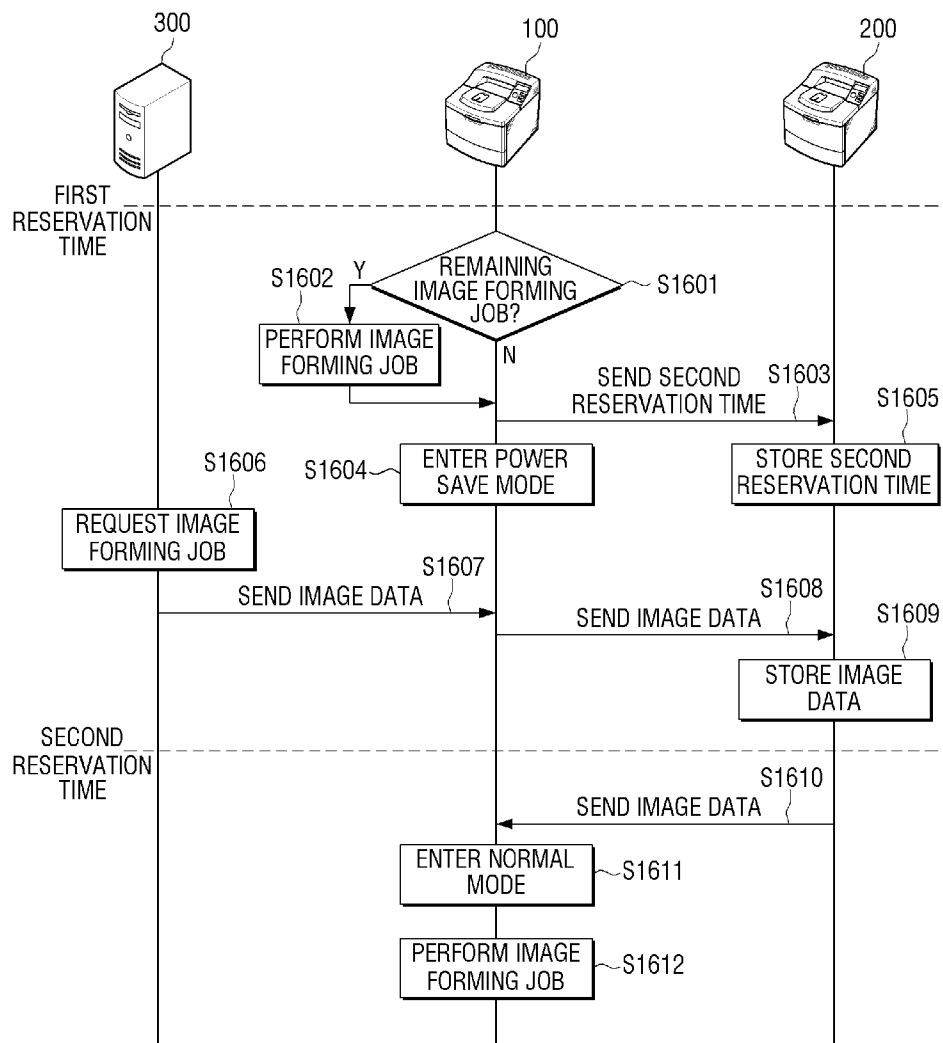 300
100
200
FIRST
RESERVATION
TIME
REMAINING
IMAGE FORMING
JOB?
S1601
Y
S1602
PERFORM IMAGE
FORMING JOB
N
SEND SECOND
RESERVATION TIME
S1603
S1604
ENTER POWER
SAVE MODE
S1605
STORE SECOND
RESERVATION TIME
S1606
REQUEST IMAGE
FORMING JOB
SEND IMAGE DATA
S1607
SEND IMAGE DATA
S1608
S1609
STORE IMAGE
DATA
SECOND
RESERVATION
TIME
SEND IMAGE DATA
S1610
ENTER NORMAL
MODE
S1611
PERFORM IMAGE
FORMING JOB
S1612